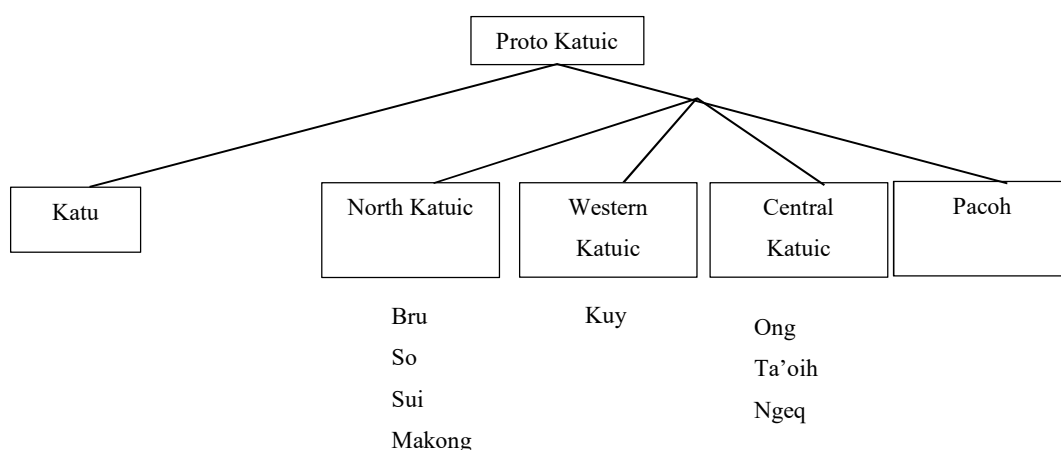 Proto Katuic
Katu
North Katuic
Western
Katuic
Central
Katuic
Pacoh
Bru
So
Sui
Makong
Kuy
Ong
Ta’oih
Ngeq